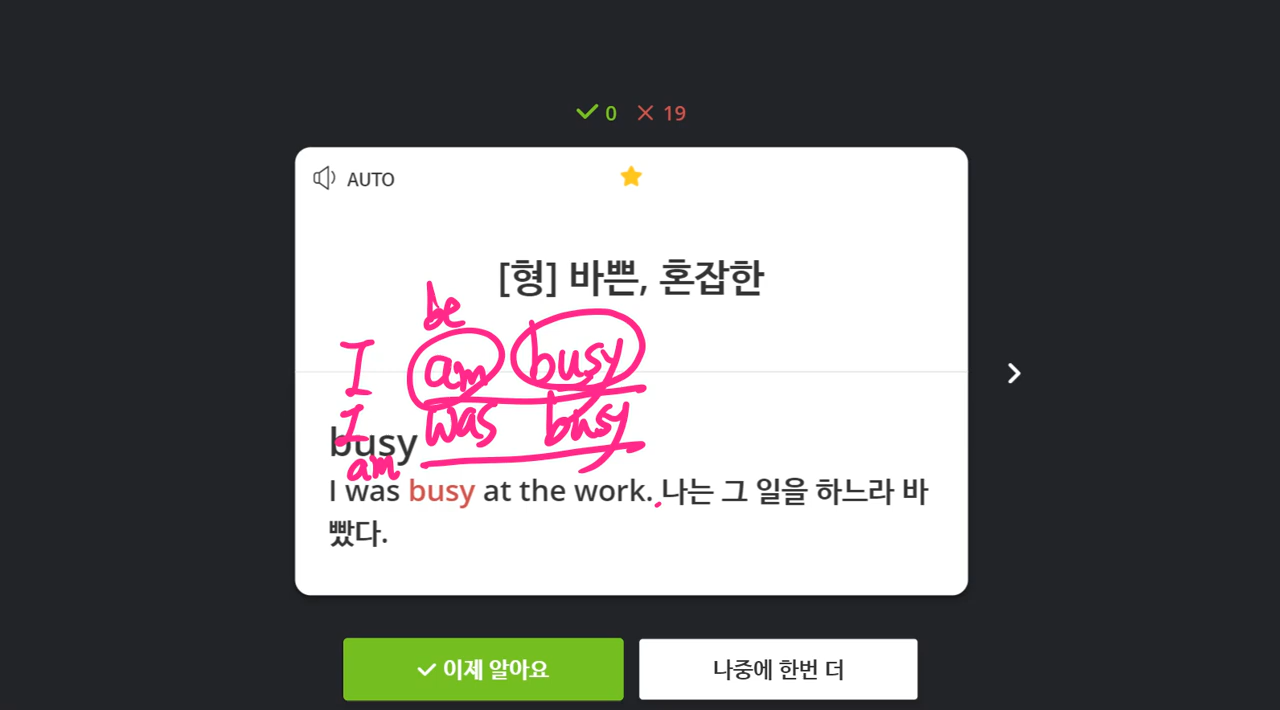 0 19
AUTO
[형] 바쁜, 혼잡한
be
I am busy
I was busy
busy
am
I was busy at the work. 나는 그 일을 하느라 바
빴다.
이제 알아요 나중에 한번 더